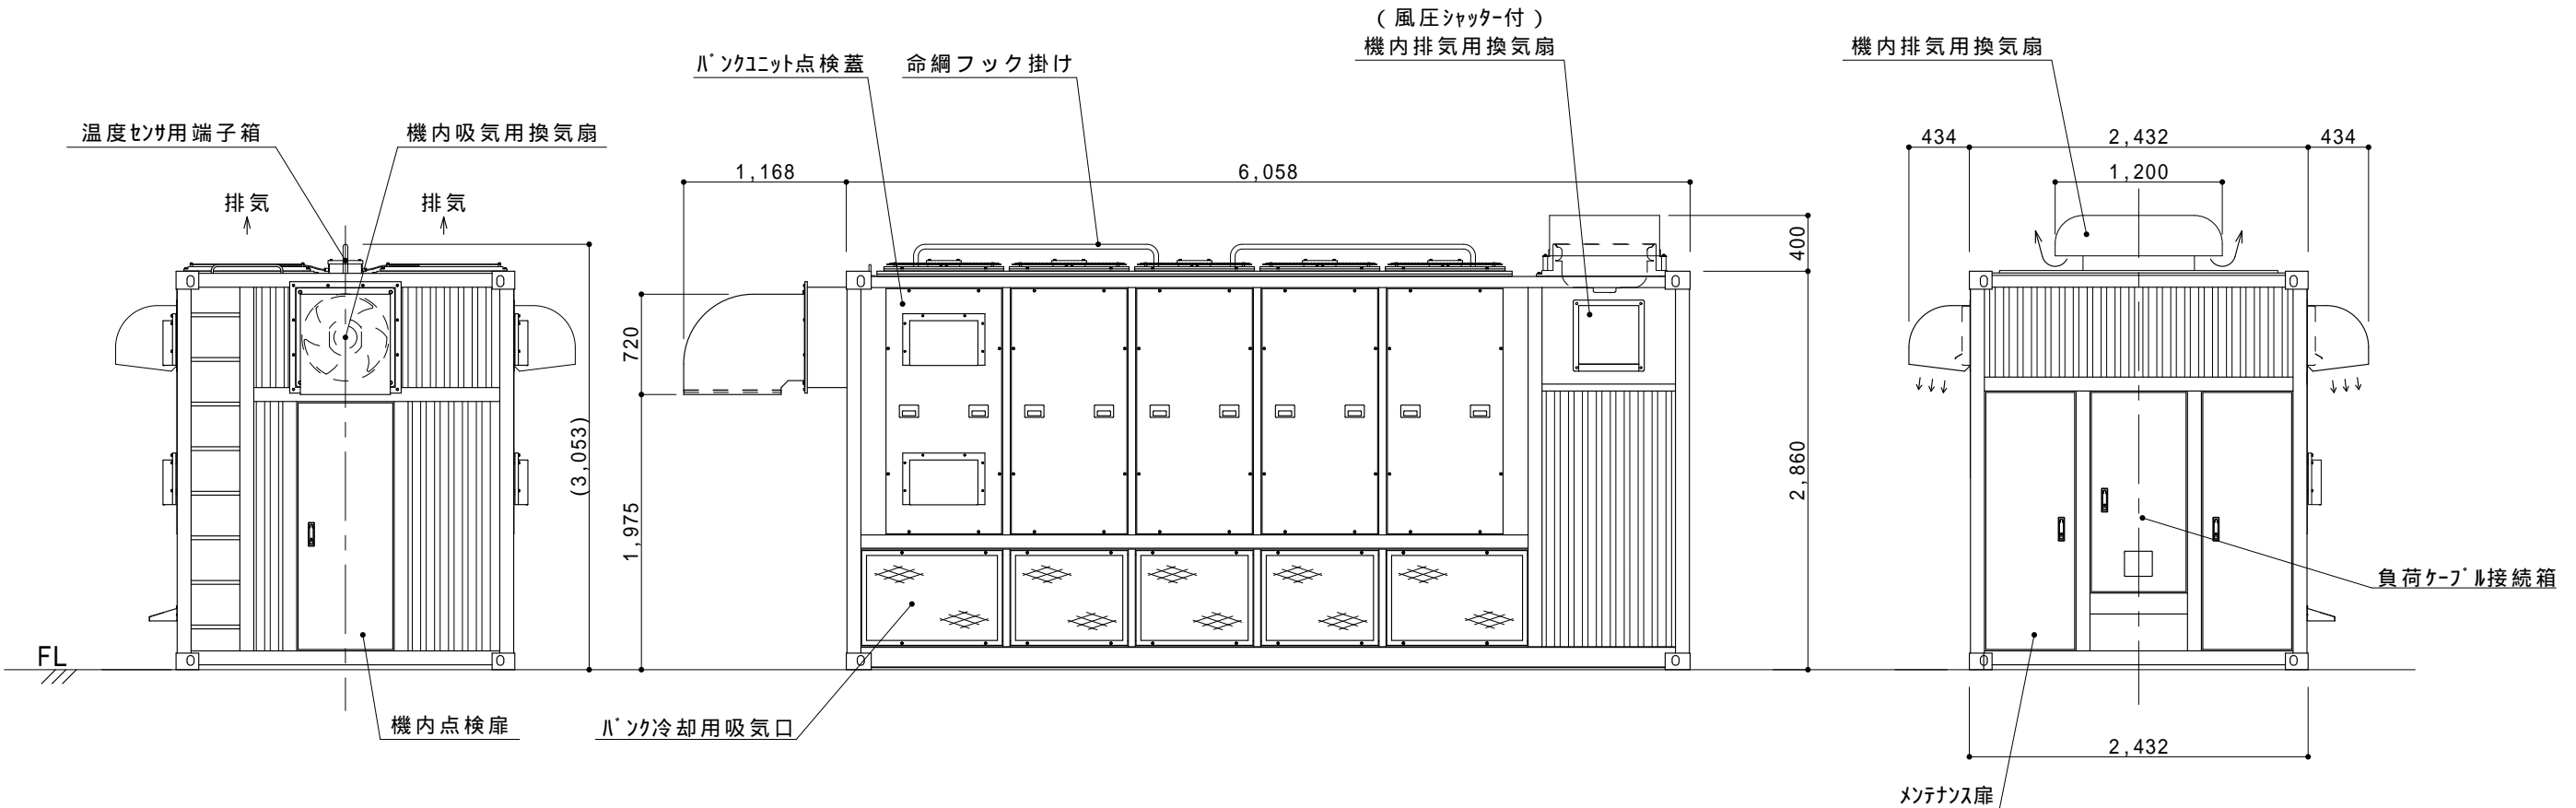 温度ｾﾝｻ用端子箱
機内吸気用換気扇
排気
排気
(3,053)
FL
機内点検扉
ﾊﾞﾝｸﾕﾆｯﾄ点検蓋
命綱フック掛け
(風圧ｼｬｯﾀｰ付)
機内排気用換気扇
1,168
6,058
720
1,975
400
2,860
ﾊﾞﾝｸ冷却用吸気口
機内排気用換気扇
434
2,432
434
1,200
負荷ｹｰﾌﾞﾙ接続箱
2,432
ﾒﾝﾃﾅﾝｽ扉